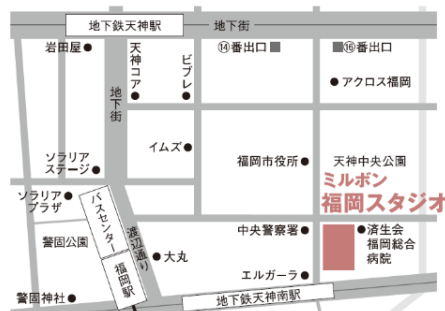 地下鉄天神駅
地下街
岩田屋
天神コア
ビブレ
⑭番出口
⑯番出口
アクロス福岡
地下街
イムズ
福岡市役所
天神中央公園
ソラリア
ステージ
ミルボン
福岡スタジオ
ソラリア
プラザ
バスセンター
渡辺通り
中央警察署
済生会
福岡総合
病院
警固公園
大丸
福岡駅
エルガーラ
警固神社
地下鉄天神南駅